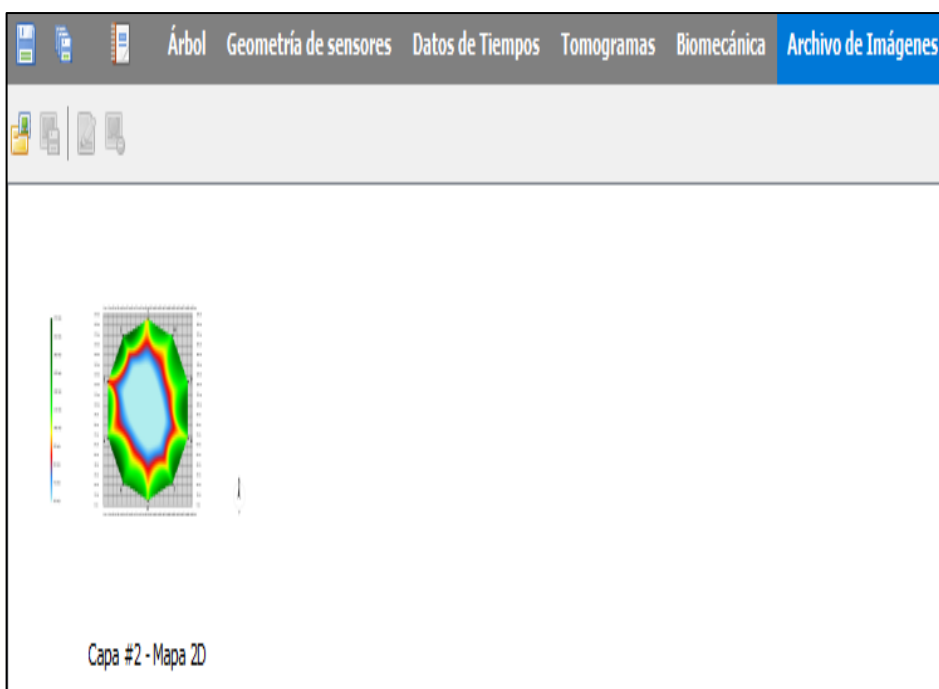 Árbol Geometría de sensores Datos de Tiempos Tomogramas Biomecánica Archivo de Imágenes
Capa #2 - Mapa 2D